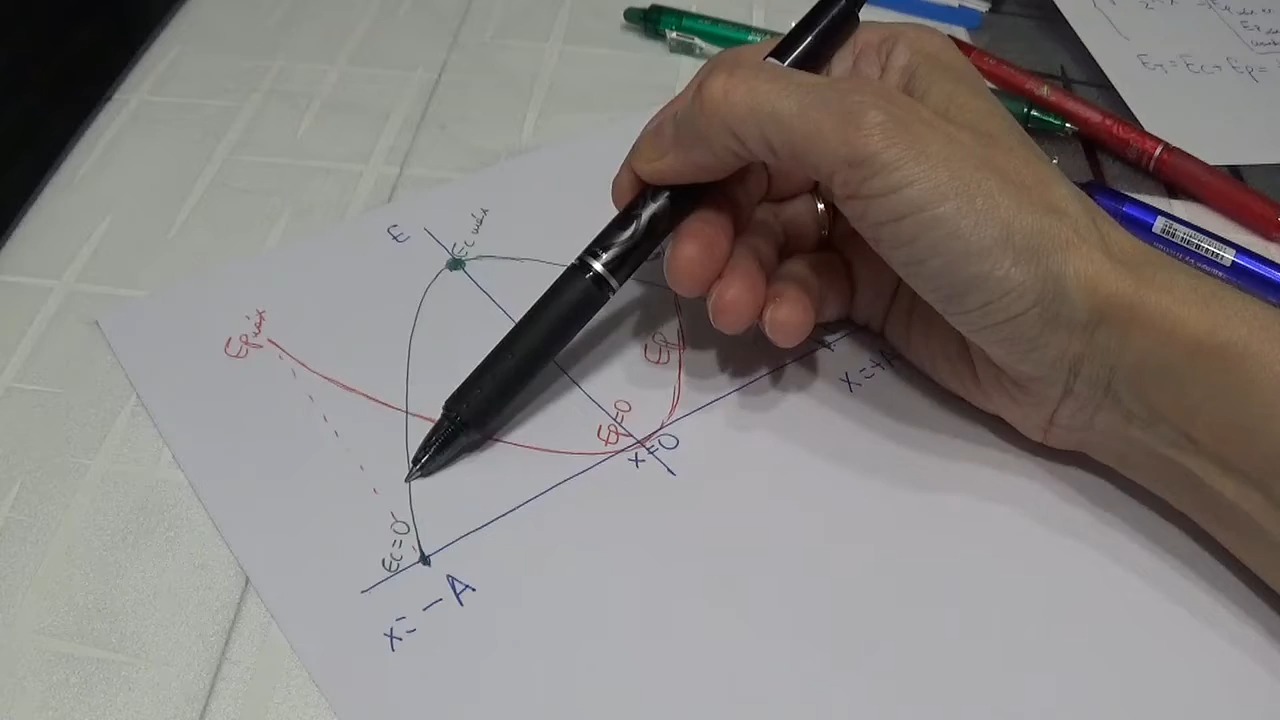 E
Ec máx
Ep máx
Ep
Ep=0
x=0
x=+A
Ec=0
x=-A
ET=Ec+Ep=